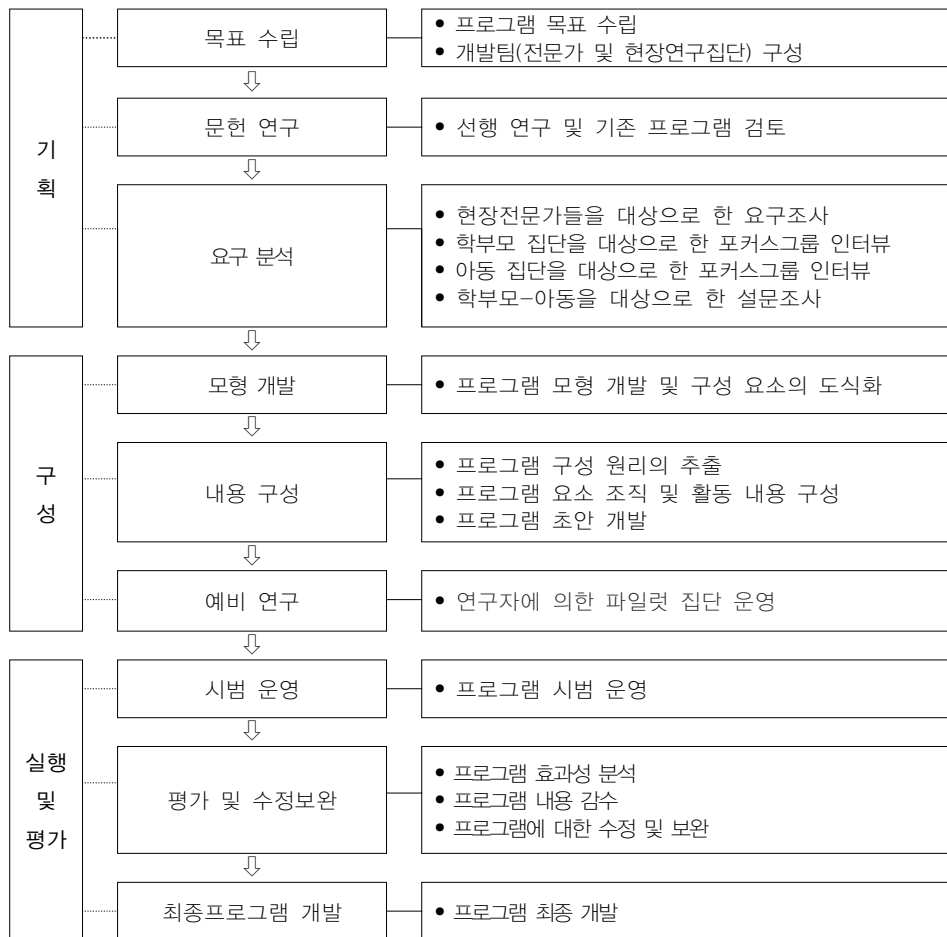 기
획
목표 수립
• 프로그램 목표 수립
• 개발팀(전문가 및 현장연구집단) 구성
문헌 연구
• 선행 연구 및 기존 프로그램 검토
요구 분석
• 현장전문가들을 대상으로 한 요구조사
• 학부모 집단을 대상으로 한 포커스그룹 인터뷰
• 아동 집단을 대상으로 한 포커스그룹 인터뷰
• 학부모-아동을 대상으로 한 설문조사
구
성
모형 개발
• 프로그램 모형 개발 및 구성 요소의 도식화
내용 구성
• 프로그램 구성 원리의 추출
• 프로그램 요소 조직 및 활동 내용 구성
• 프로그램 초안 개발
예비 연구
• 연구자에 의한 파일럿 집단 운영
실행
및
평가
시범 운영
• 프로그램 시범 운영
평가 및 수정보완
• 프로그램 효과성 분석
• 프로그램 내용 감수
• 프로그램에 대한 수정 및 보완
최종프로그램 개발
• 프로그램 최종 개발